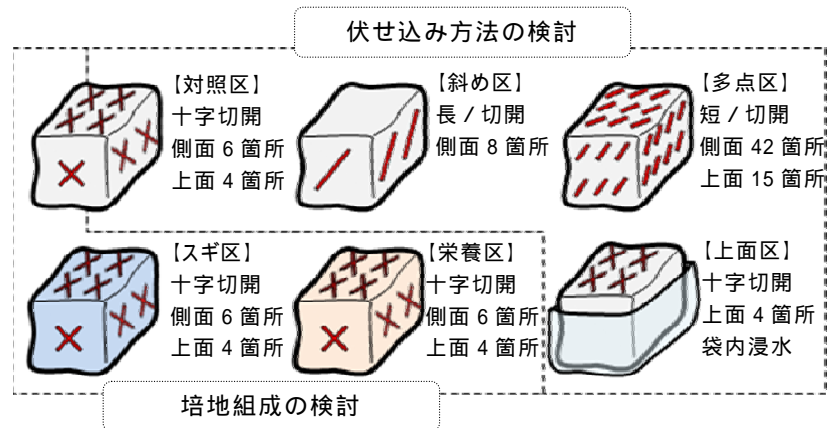 伏せ込み方法の検討
【対照区】
十字切開
側面 6 箇所
上面 4 箇所
【斜め区】
長 / 切開
側面 8 箇所
【多点区】
短 / 切開
側面 42 箇所
上面 15 箇所
【スギ区】
十字切開
側面 6 箇所
上面 4 箇所
【栄養区】
十字切開
側面 6 箇所
上面 4 箇所
【上面区】
十字切開
上面 4 箇所
袋内浸水
培地組成の検討